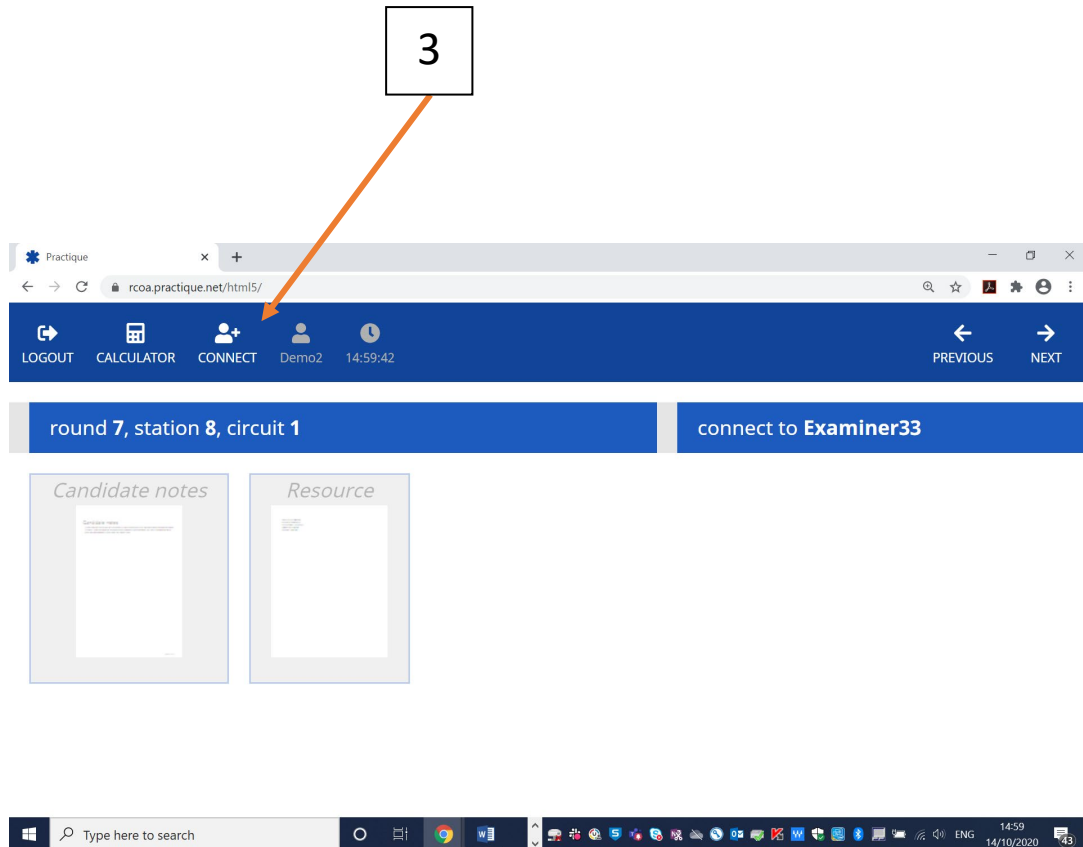 3
Practique
rcoa.practique.net/html5/
LOGOUT CALCULATOR CONNECT Demo2 14:59:42 PREVIOUS NEXT
round 7, station 8, circuit 1 connect to Examiner33
Candidate notes Resource
Candidate notes
Type here to search ENG 14:59
14/10/2020 43